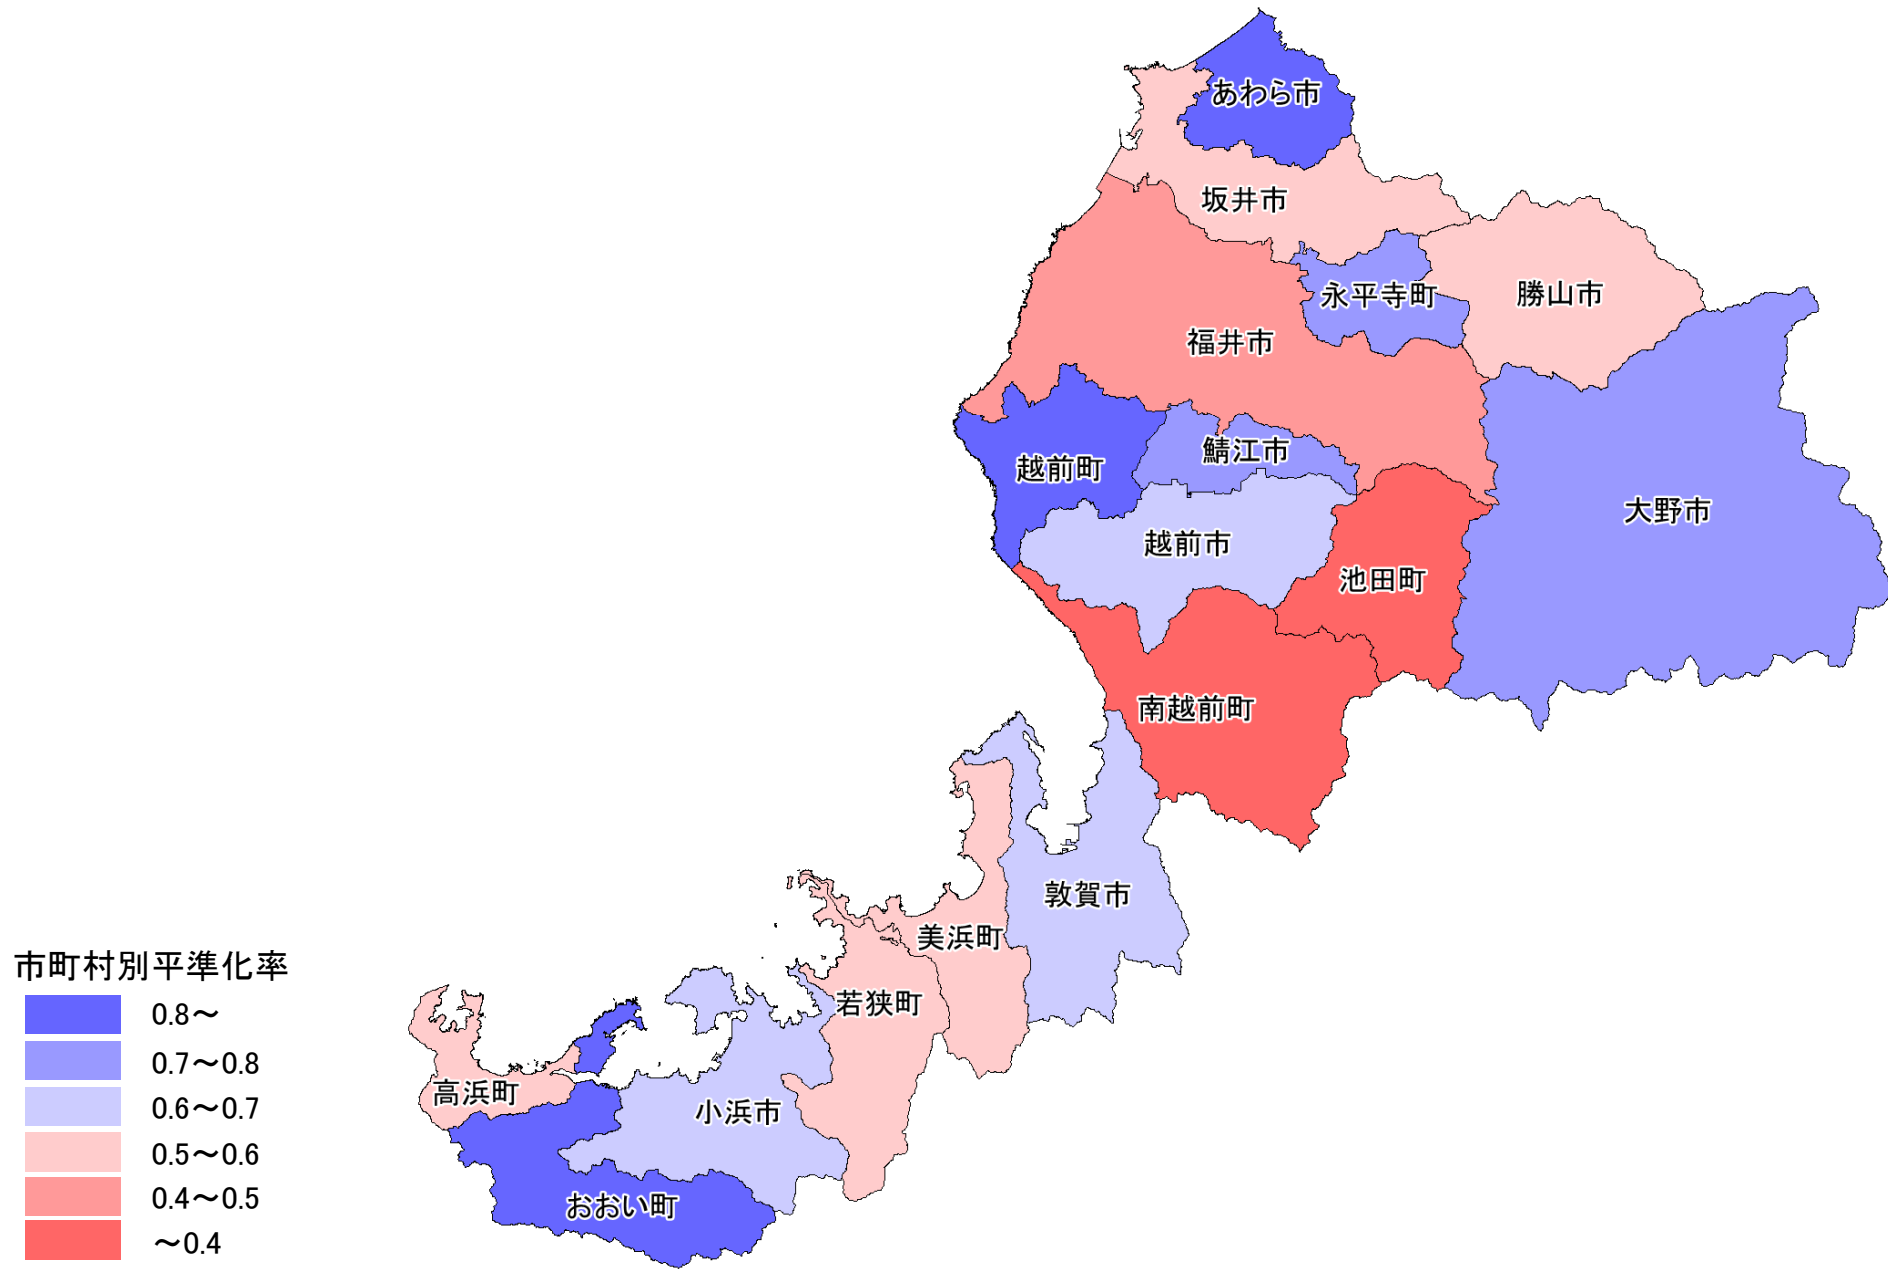 あわら市
坂井市
永平寺町
勝山市
福井市
越前町
鯖江市
大野市
越前市
池田町
南越前町
敦賀市
美浜町
若狭町
高浜町
小浜市
おおい町
市町村別平準化率
0.8～
0.7～0.8
0.6～0.7
0.5～0.6
0.4～0.5
～0.4